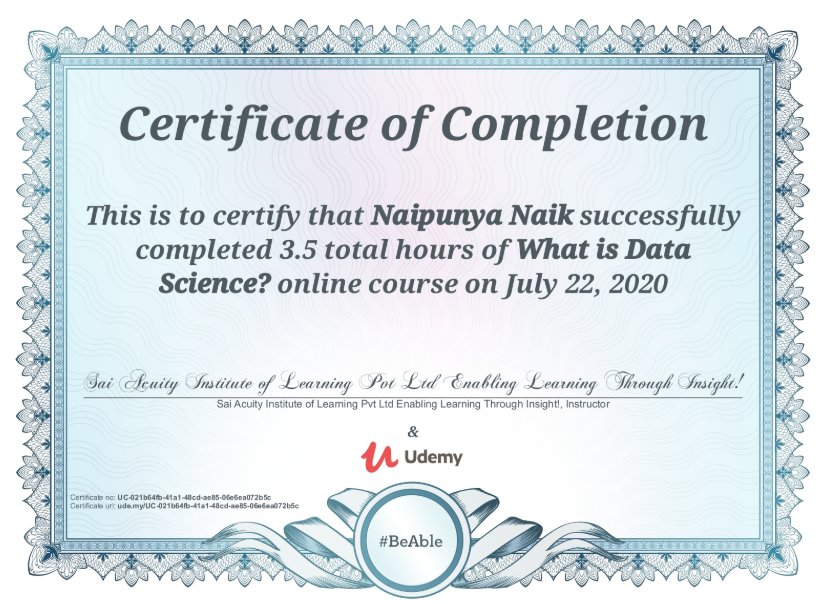 Certificate of Completion
This is to certify that Naipunya Naik successfully
completed 3.5 total hours of What is Data
Science? online course on July 22, 2020
Sai Acuity Institute of Learning Pvt Ltd Enabling Learning Through Insight!
Sai Acuity Institute of Learning Pvt Ltd Enabling Learning Through Insight!, Instructor
&
Udemy
Certificate no: UC-021b64fb-41a1-48cd-ae85-06e6ea072b5c
Certificate url: ude.my/UC-021b64fb-41a1-48cd-ae85-06e6ea072b5c
#BeAble